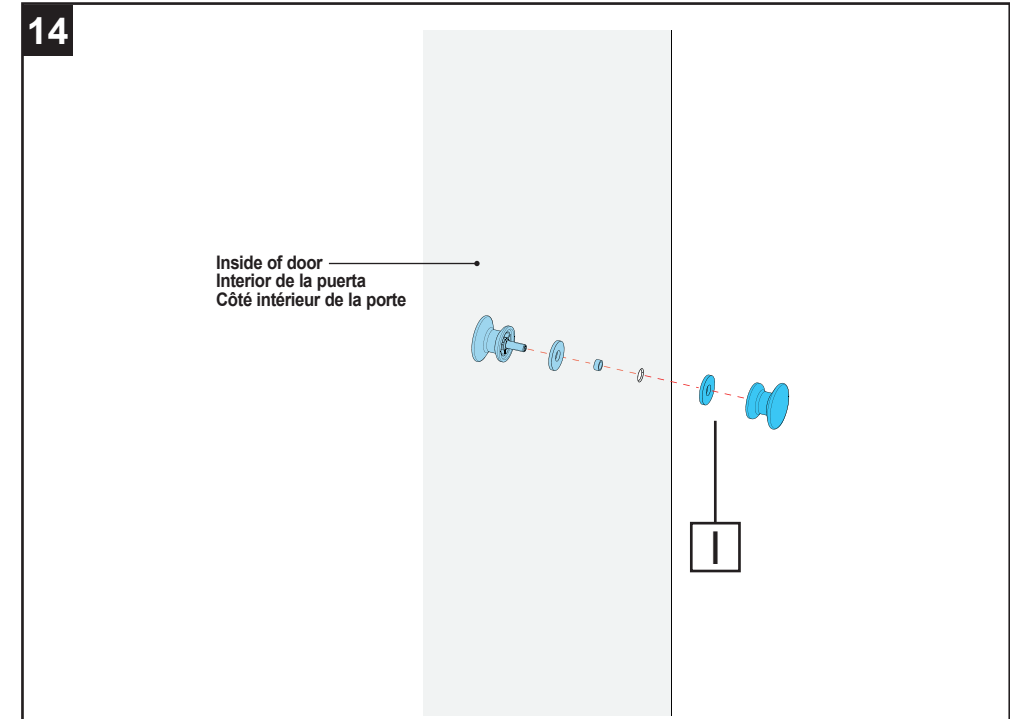 14
Inside of door
Interior de la puerta
Côté intérieur de la porte
I